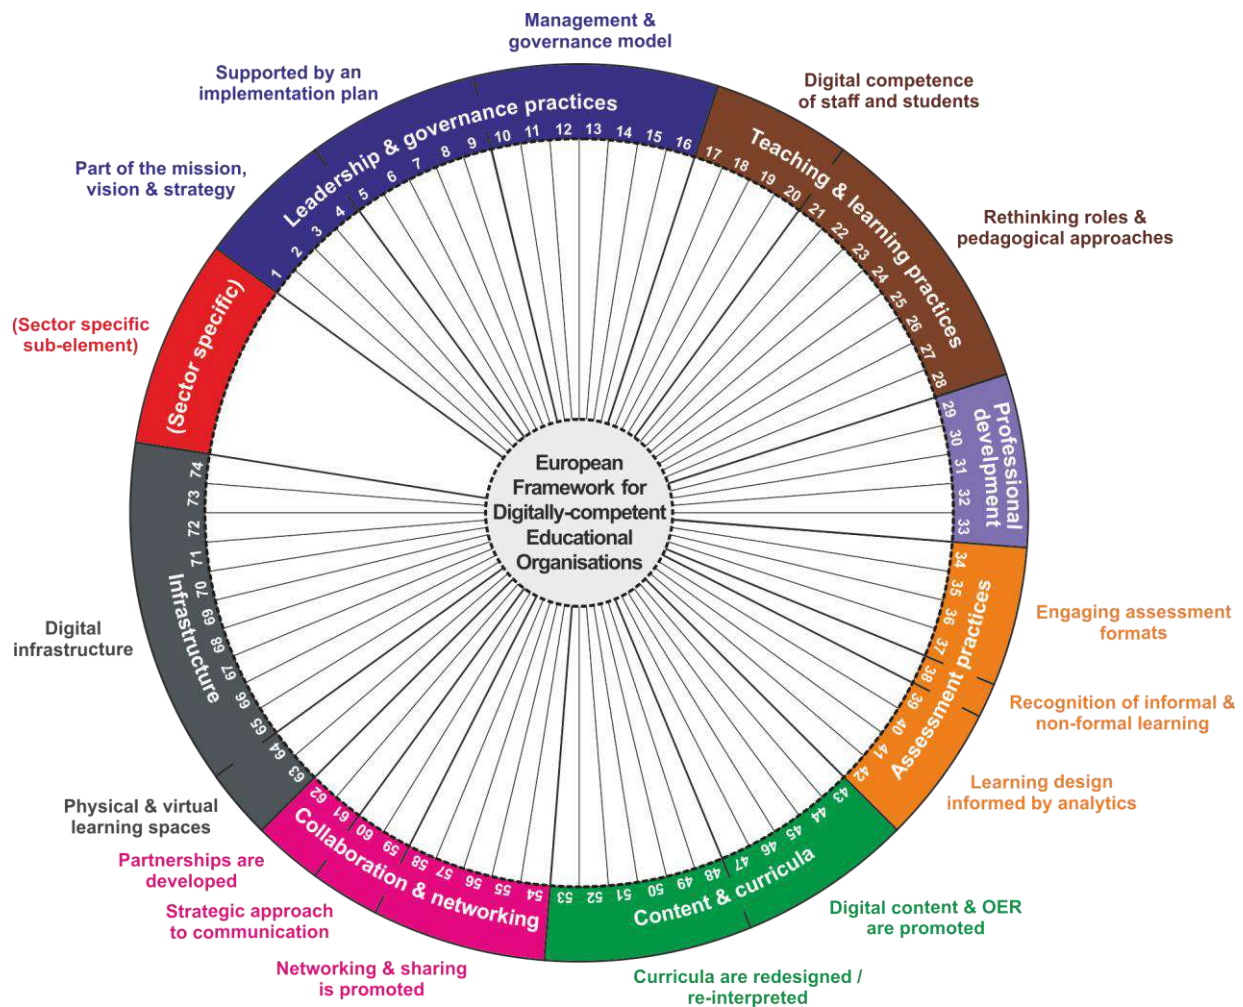 Management &
governance model
Supported by an
implementation plan
Digital competence
of staff and students
Part of the mission,
vision & strategy
Rethinking roles &
pedagogical approaches
(Sector specific
sub-element)
Engaging assessment
formats
Recognition of informal &
non-formal learning
Learning design
informed by analytics
Digital content & OER
are promoted
Curricula are redesigned /
re-interpreted
Networking & sharing
is promoted
Strategic approach
to communication
Partnerships are
developed
Physical & virtual
learning spaces
Digital
infrastructure
Leadership & governance practices
Teaching & learning practices
Professional
develpment
Assessment practices
Content & curricula
Collaboration & networking
Infrastructure
(Sector specific)
1 2 3 4 5 6 7 8 9 10 11 12 13 14 15 16
17 18 19 20 21 22 23 24 25 26 27 28
29 30 31 32 33
34 35 36 37 38 39 40 41 42
43 44 45 46 47 48 49 50 51 52 53
54 55 56 57 58 59 60 61 62
63 64 65 66 67 68 69 70 71 72 73 74
European
Framework for
Digitally-competent
Educational
Organisations